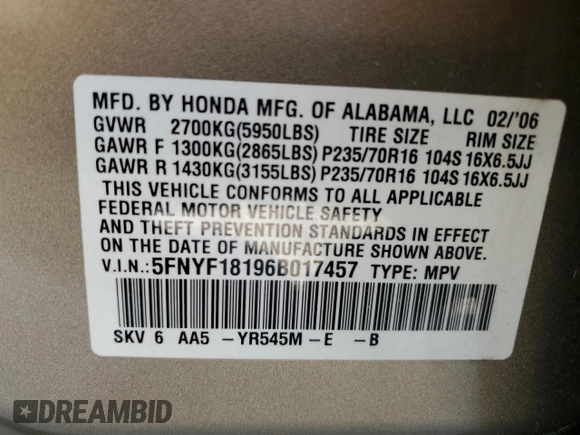 MFD. BY HONDA MFG. OF ALABAMA, LLC 02/'06
GVWR 2700KG(5950LBS) TIRE SIZE RIM SIZE
GAWR F 1300KG(2865LBS) P235/70R16 104S 16X6.5JJ
GAWR R 1430KG(3155LBS) P235/70R16 104S 16X6.5JJ
THIS VEHICLE CONFORMS TO ALL APPLICABLE
FEDERAL MOTOR VEHICLE SAFETY
AND THEFT PREVENTION STANDARDS IN EFFECT
ON THE DATE OF MANUFACTURE SHOWN ABOVE.
V.I.N.: 5FNYF18196B017457 TYPE: MPV
SKV 6 AA5 -YR545M-E -B
DREAMBID